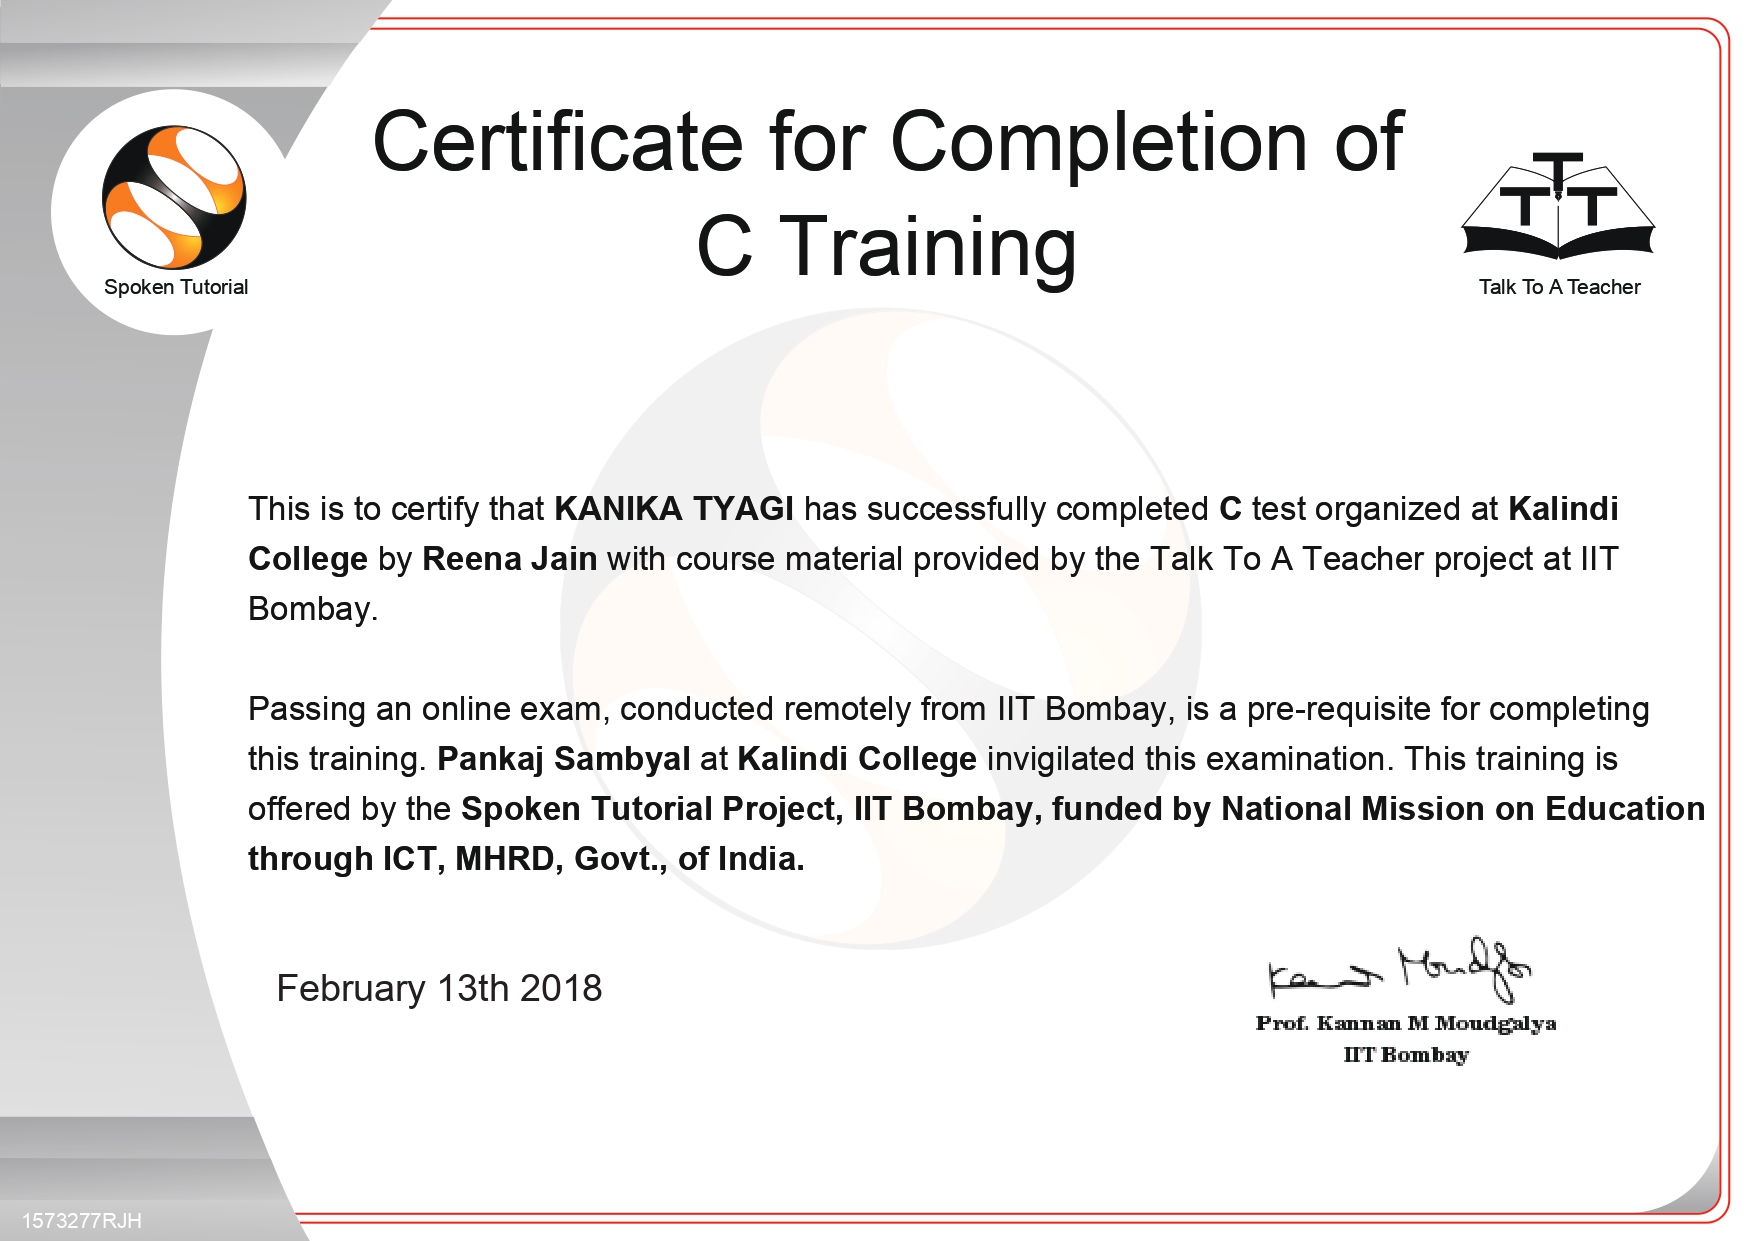 Certificate for Completion of
C Training
Spoken Tutorial
TTT
Talk To A Teacher
This is to certify that KANIKA TYAGI has successfully completed C test organized at Kalindi
College by Reena Jain with course material provided by the Talk To A Teacher project at IIT
Bombay.
Passing an online exam, conducted remotely from IIT Bombay, is a pre-requisite for completing
this training. Pankaj Sambyal at Kalindi College invigilated this examination. This training is
offered by the Spoken Tutorial Project, IIT Bombay, funded by National Mission on Education
through ICT, MHRD, Govt., of India.
February 13th 2018
Kannan Moudgalya
Prof. Kannan M Moudgalya
IIT Bombay
1573277RJH